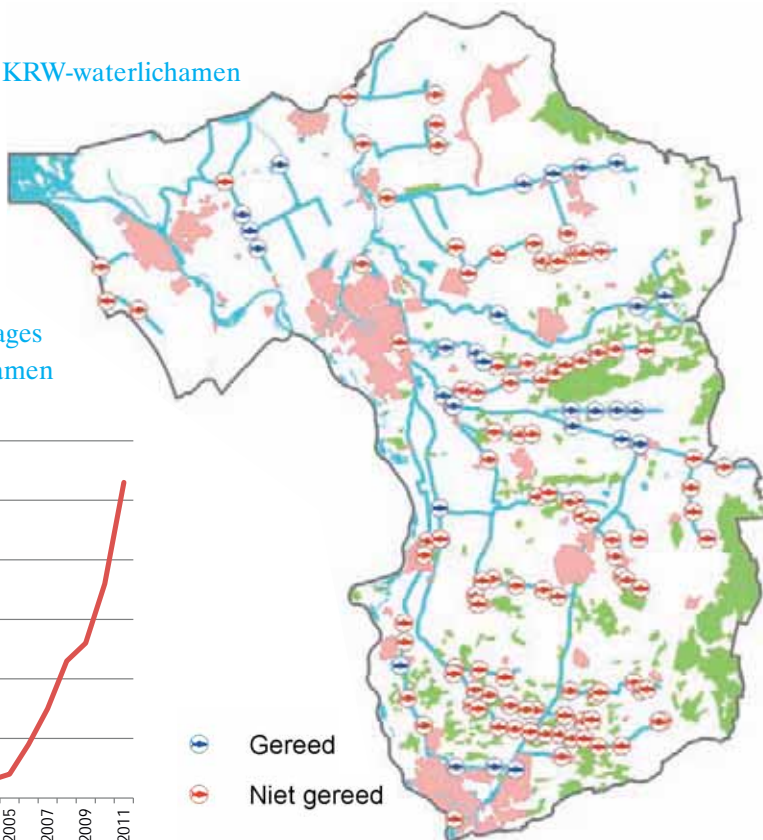 KRW-waterlichamen
ages
amen
2005
2007
2009
2011
Gereed
Niet gereed